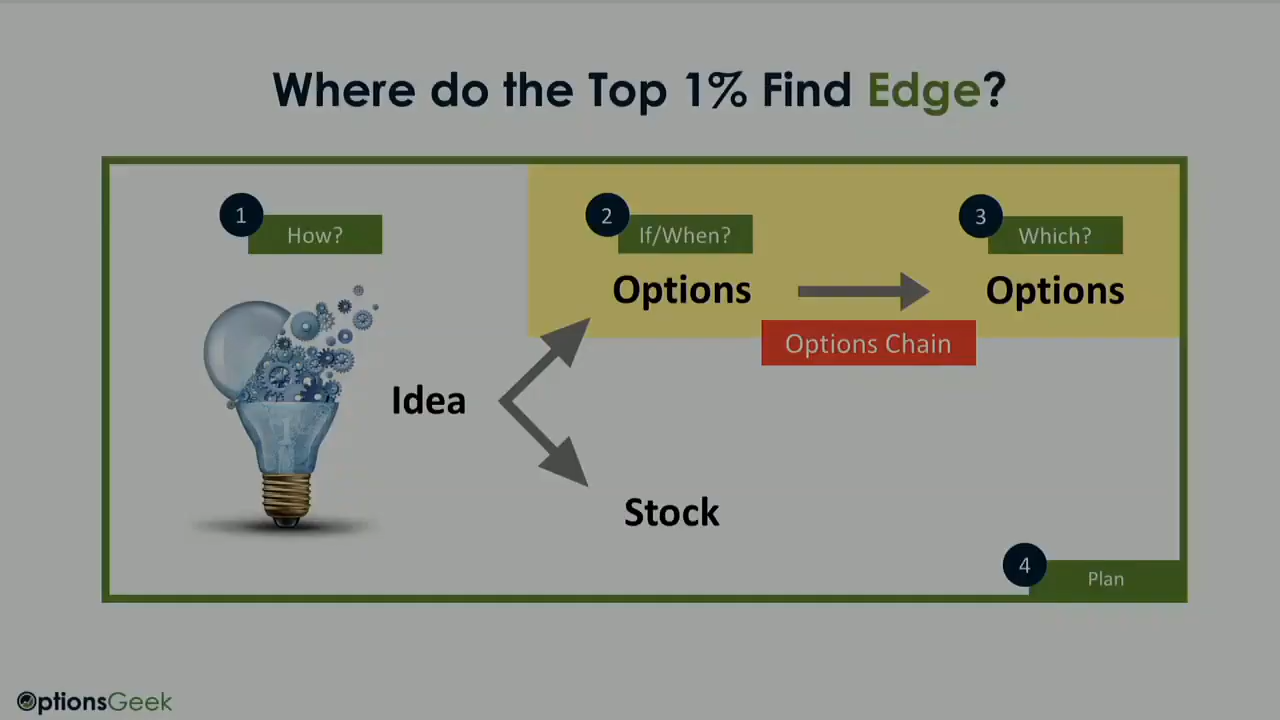 Where do the Top 1% Find Edge?
1
How?
2
If/When?
3
Which?
Options
Options
Options Chain
Idea
Stock
4
Plan
OptionsGeek